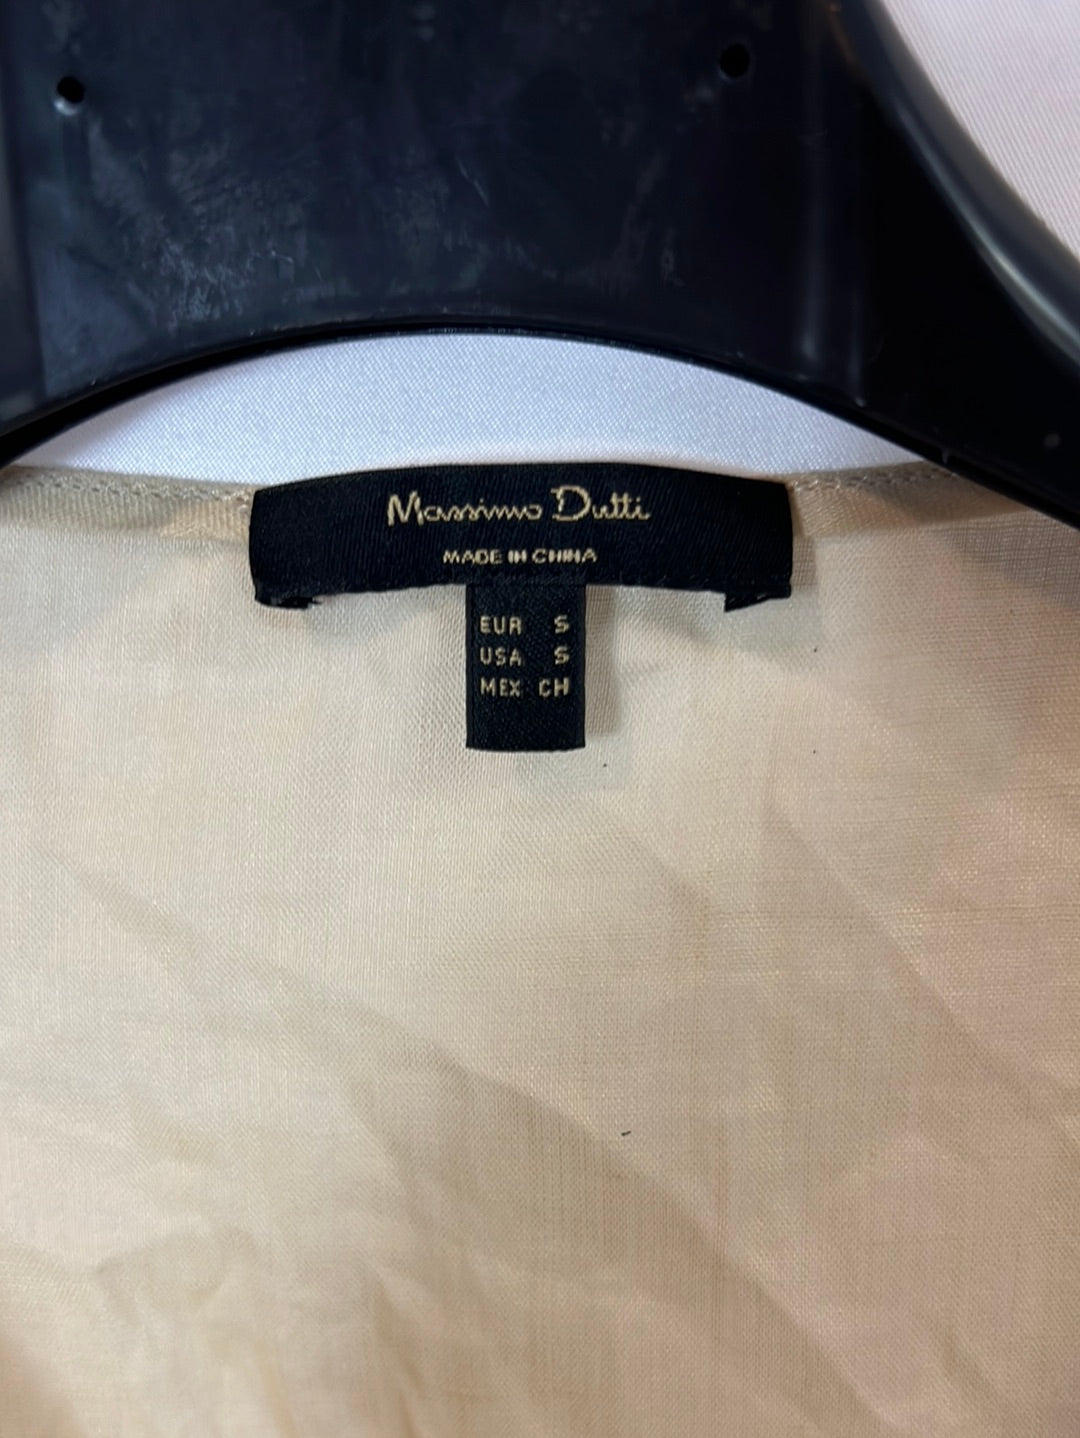 Massimo Dutti
MADE IN CHINA
EUR S
USA S
MEX CH